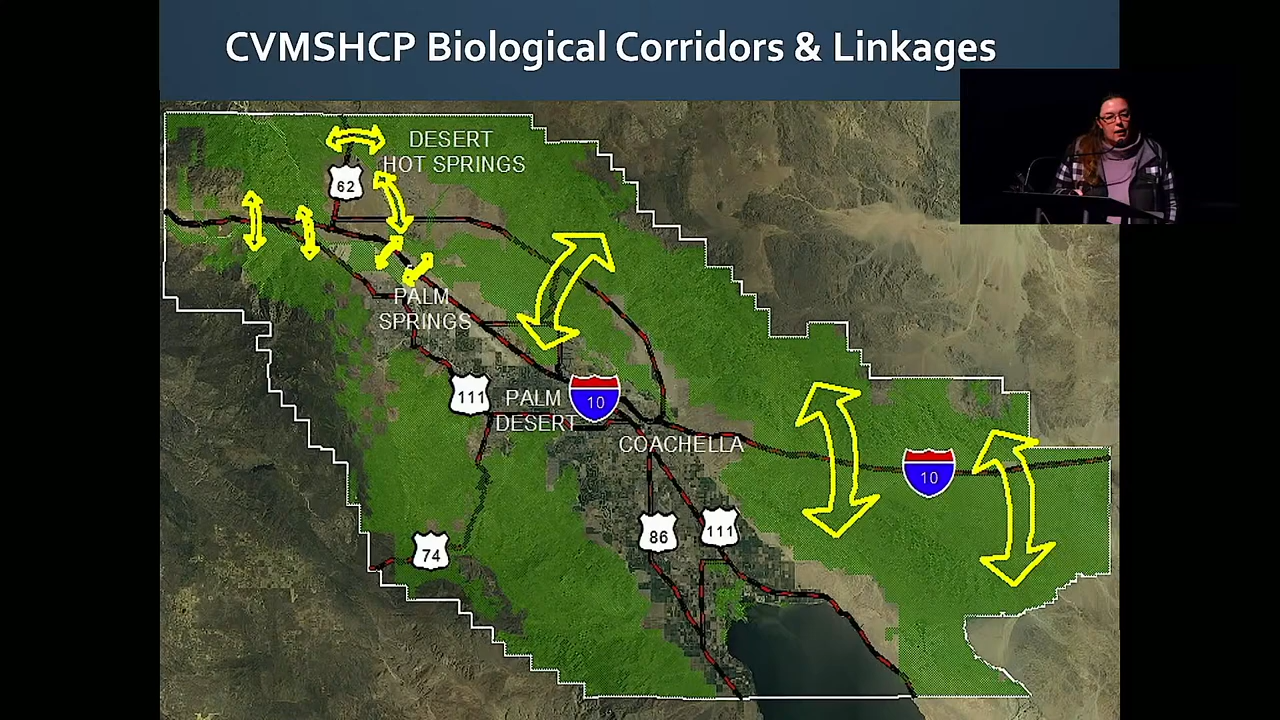 CVMSHCP Biological Corridors & Linkages
DESERT
HOT SPRINGS
62
PALM
SPRINGS
111
PALM
DESERT
10
COACHELLA
10
86
111
74